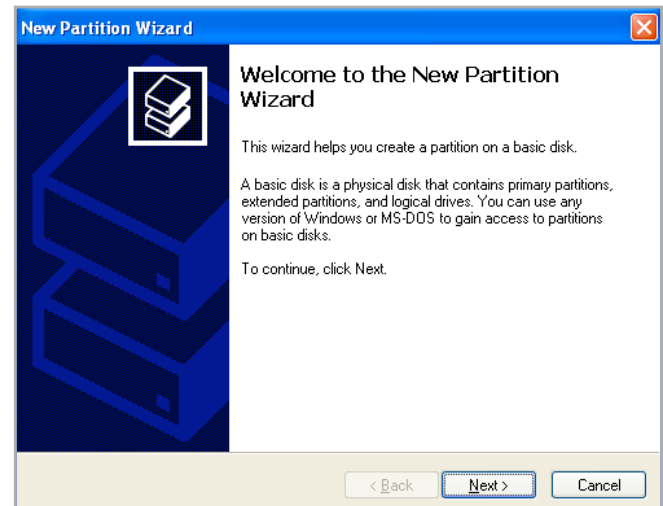 New Partition Wizard
Welcome to the New Partition
Wizard
This wizard helps you create a partition on a basic disk.
A basic disk is a physical disk that contains primary partitions,
extended partitions, and logical drives. You can use any
version of Windows or MS-DOS to gain access to partitions
on basic disks.
To continue, click Next.
< Back Next > Cancel